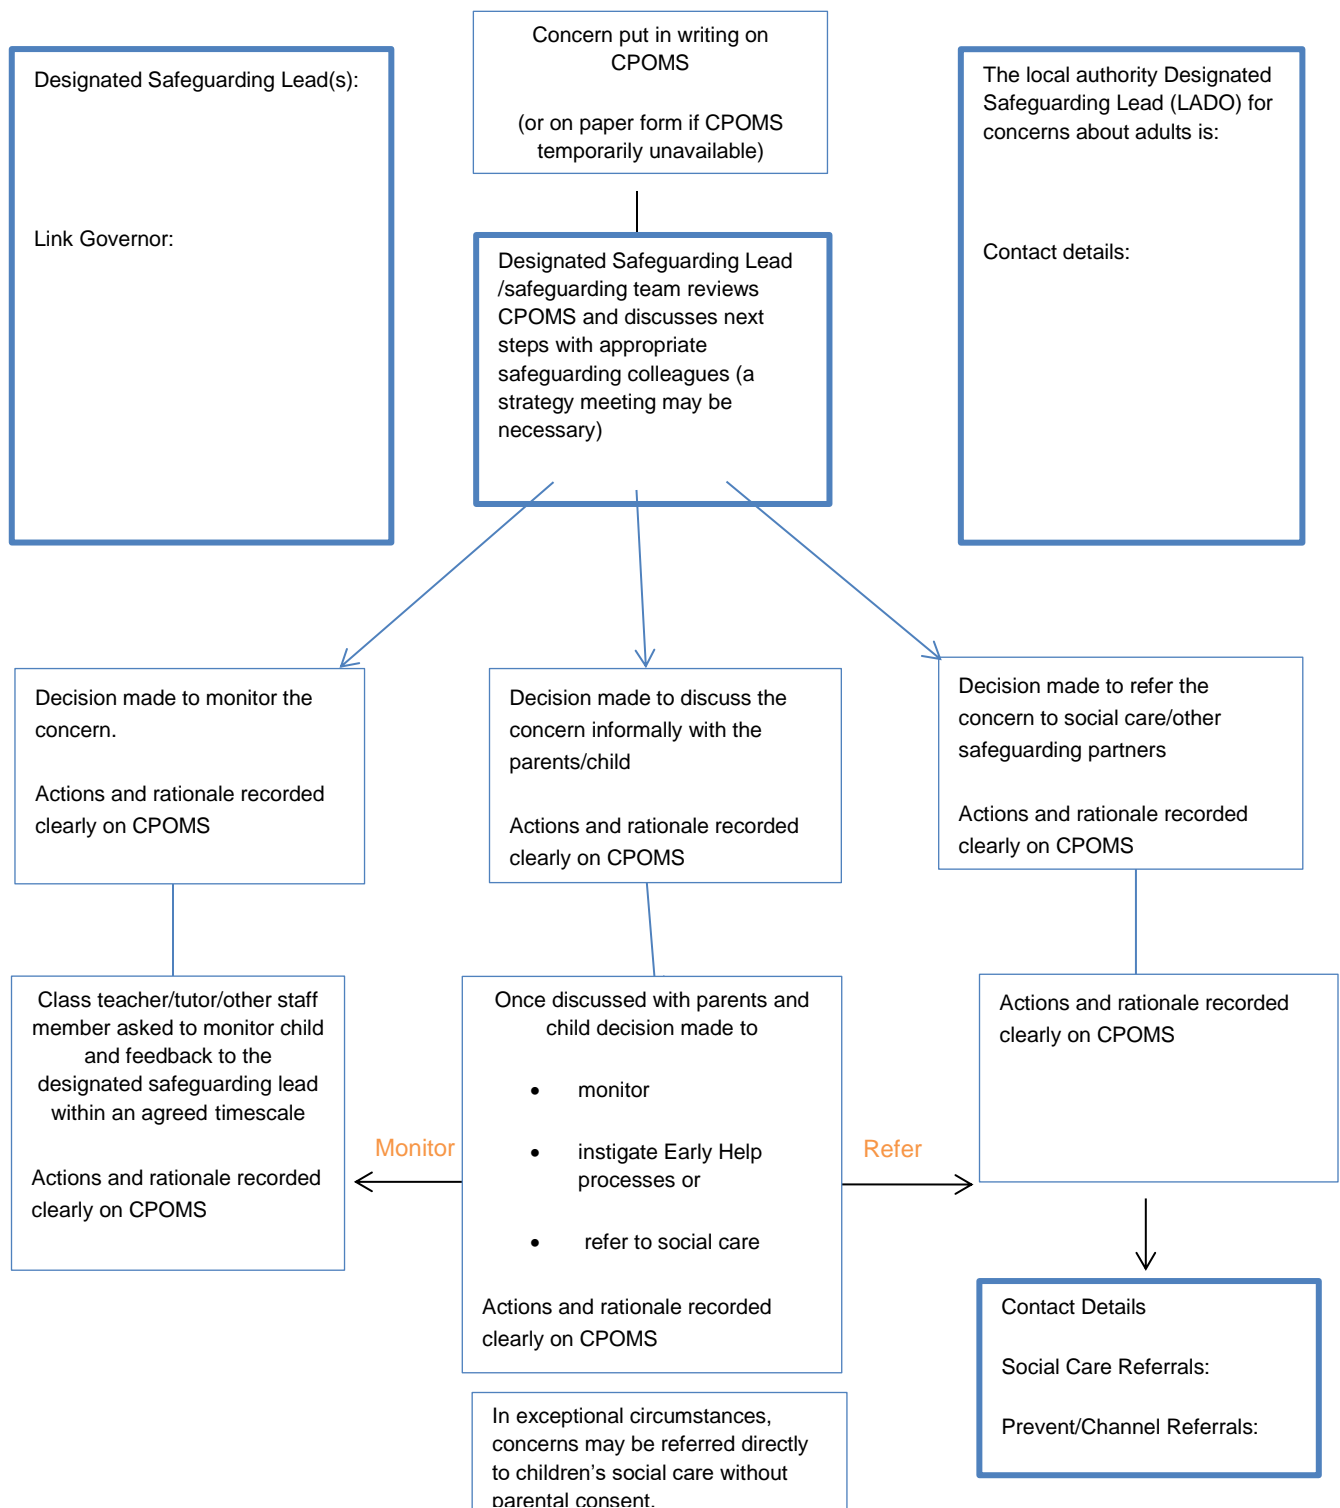 Concern put in writing on
CPOMS
(or on paper form if CPOMS
temporarily unavailable)
Designated Safeguarding Lead(s):
Link Governor:
The local authority Designated
Safeguarding Lead (LADO) for
concerns about adults is:
Contact details:
Designated Safeguarding Lead
/safeguarding team reviews
CPOMS and discusses next
steps with appropriate
safeguarding colleagues (a
strategy meeting may be
necessary)
Decision made to monitor the
concern.
Actions and rationale recorded
clearly on CPOMS
Decision made to discuss the
concern informally with the
parents/child
Actions and rationale recorded
clearly on CPOMS
Decision made to refer the
concern to social care/other
safeguarding partners
Actions and rationale recorded
clearly on CPOMS
Class teacher/tutor/other staff
member asked to monitor child
and feedback to the
designated safeguarding lead
within an agreed timescale
Actions and rationale recorded
clearly on CPOMS
Monitor
Once discussed with parents and
child decision made to
• monitor
• instigate Early Help
processes or
• refer to social care
Actions and rationale recorded
clearly on CPOMS
Refer
Actions and rationale recorded
clearly on CPOMS
Contact Details
Social Care Referrals:
Prevent/Channel Referrals:
In exceptional circumstances,
concerns may be referred directly
to children’s social care without
parental consent.